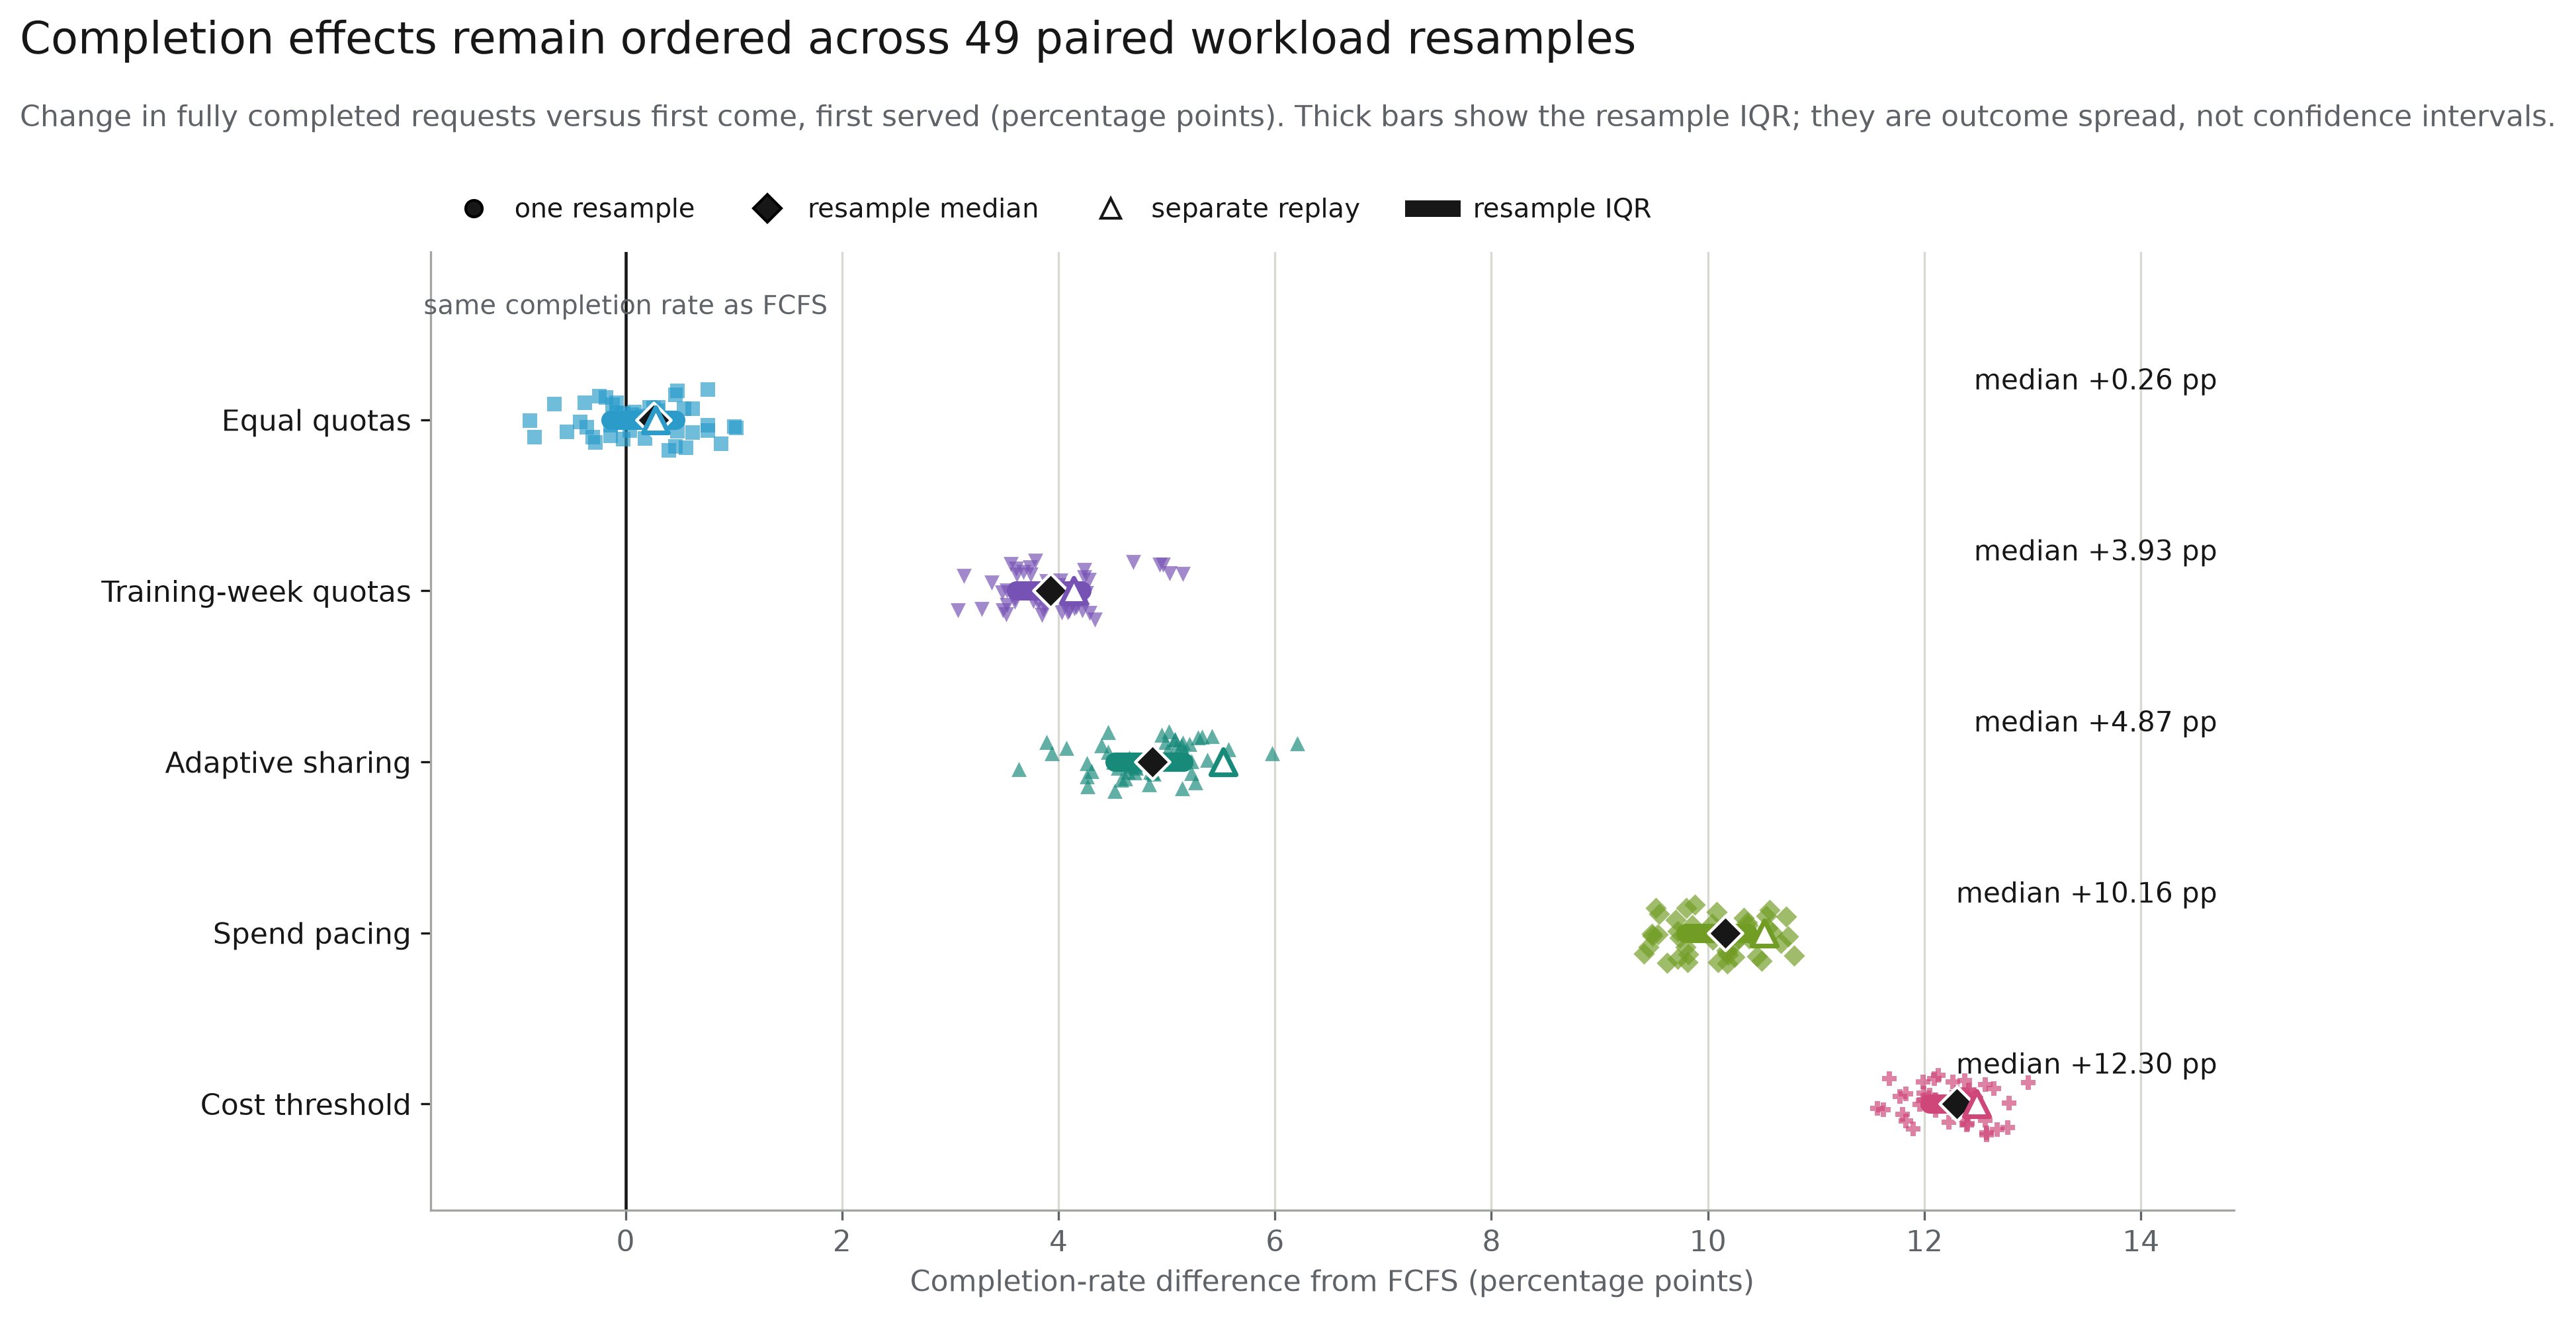 Completion effects remain ordered across 49 paired workload resamples
Change in fully completed requests versus first come, first served (percentage points). Thick bars show the resample IQR; they are outcome spread, not confidence intervals.
one resample
resample median
separate replay
resample IQR
same completion rate as FCFS
median +0.26 pp
Equal quotas
median +3.93 pp
Training-week quotas
median +4.87 pp
Adaptive sharing
median +10.16 pp
Spend pacing
median +12.30 pp
Cost threshold
0 2 4 6 8 10 12 14
Completion-rate difference from FCFS (percentage points)